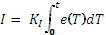 I = K_I ∫_0^t e(T)dT